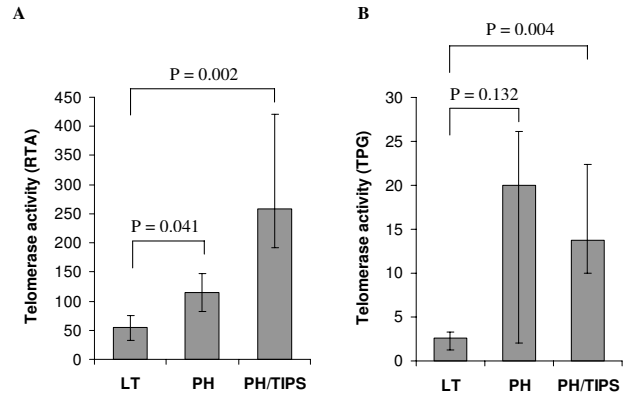 A
P = 0.002
P = 0.041
Telomerase activity (RTA)
450
400
350
300
250
200
150
100
50
0
LT PH PH/TIPS
B
P = 0.004
P = 0.132
Telomerase activity (TPG)
30
25
20
15
10
5
0
LT PH PH/TIPS